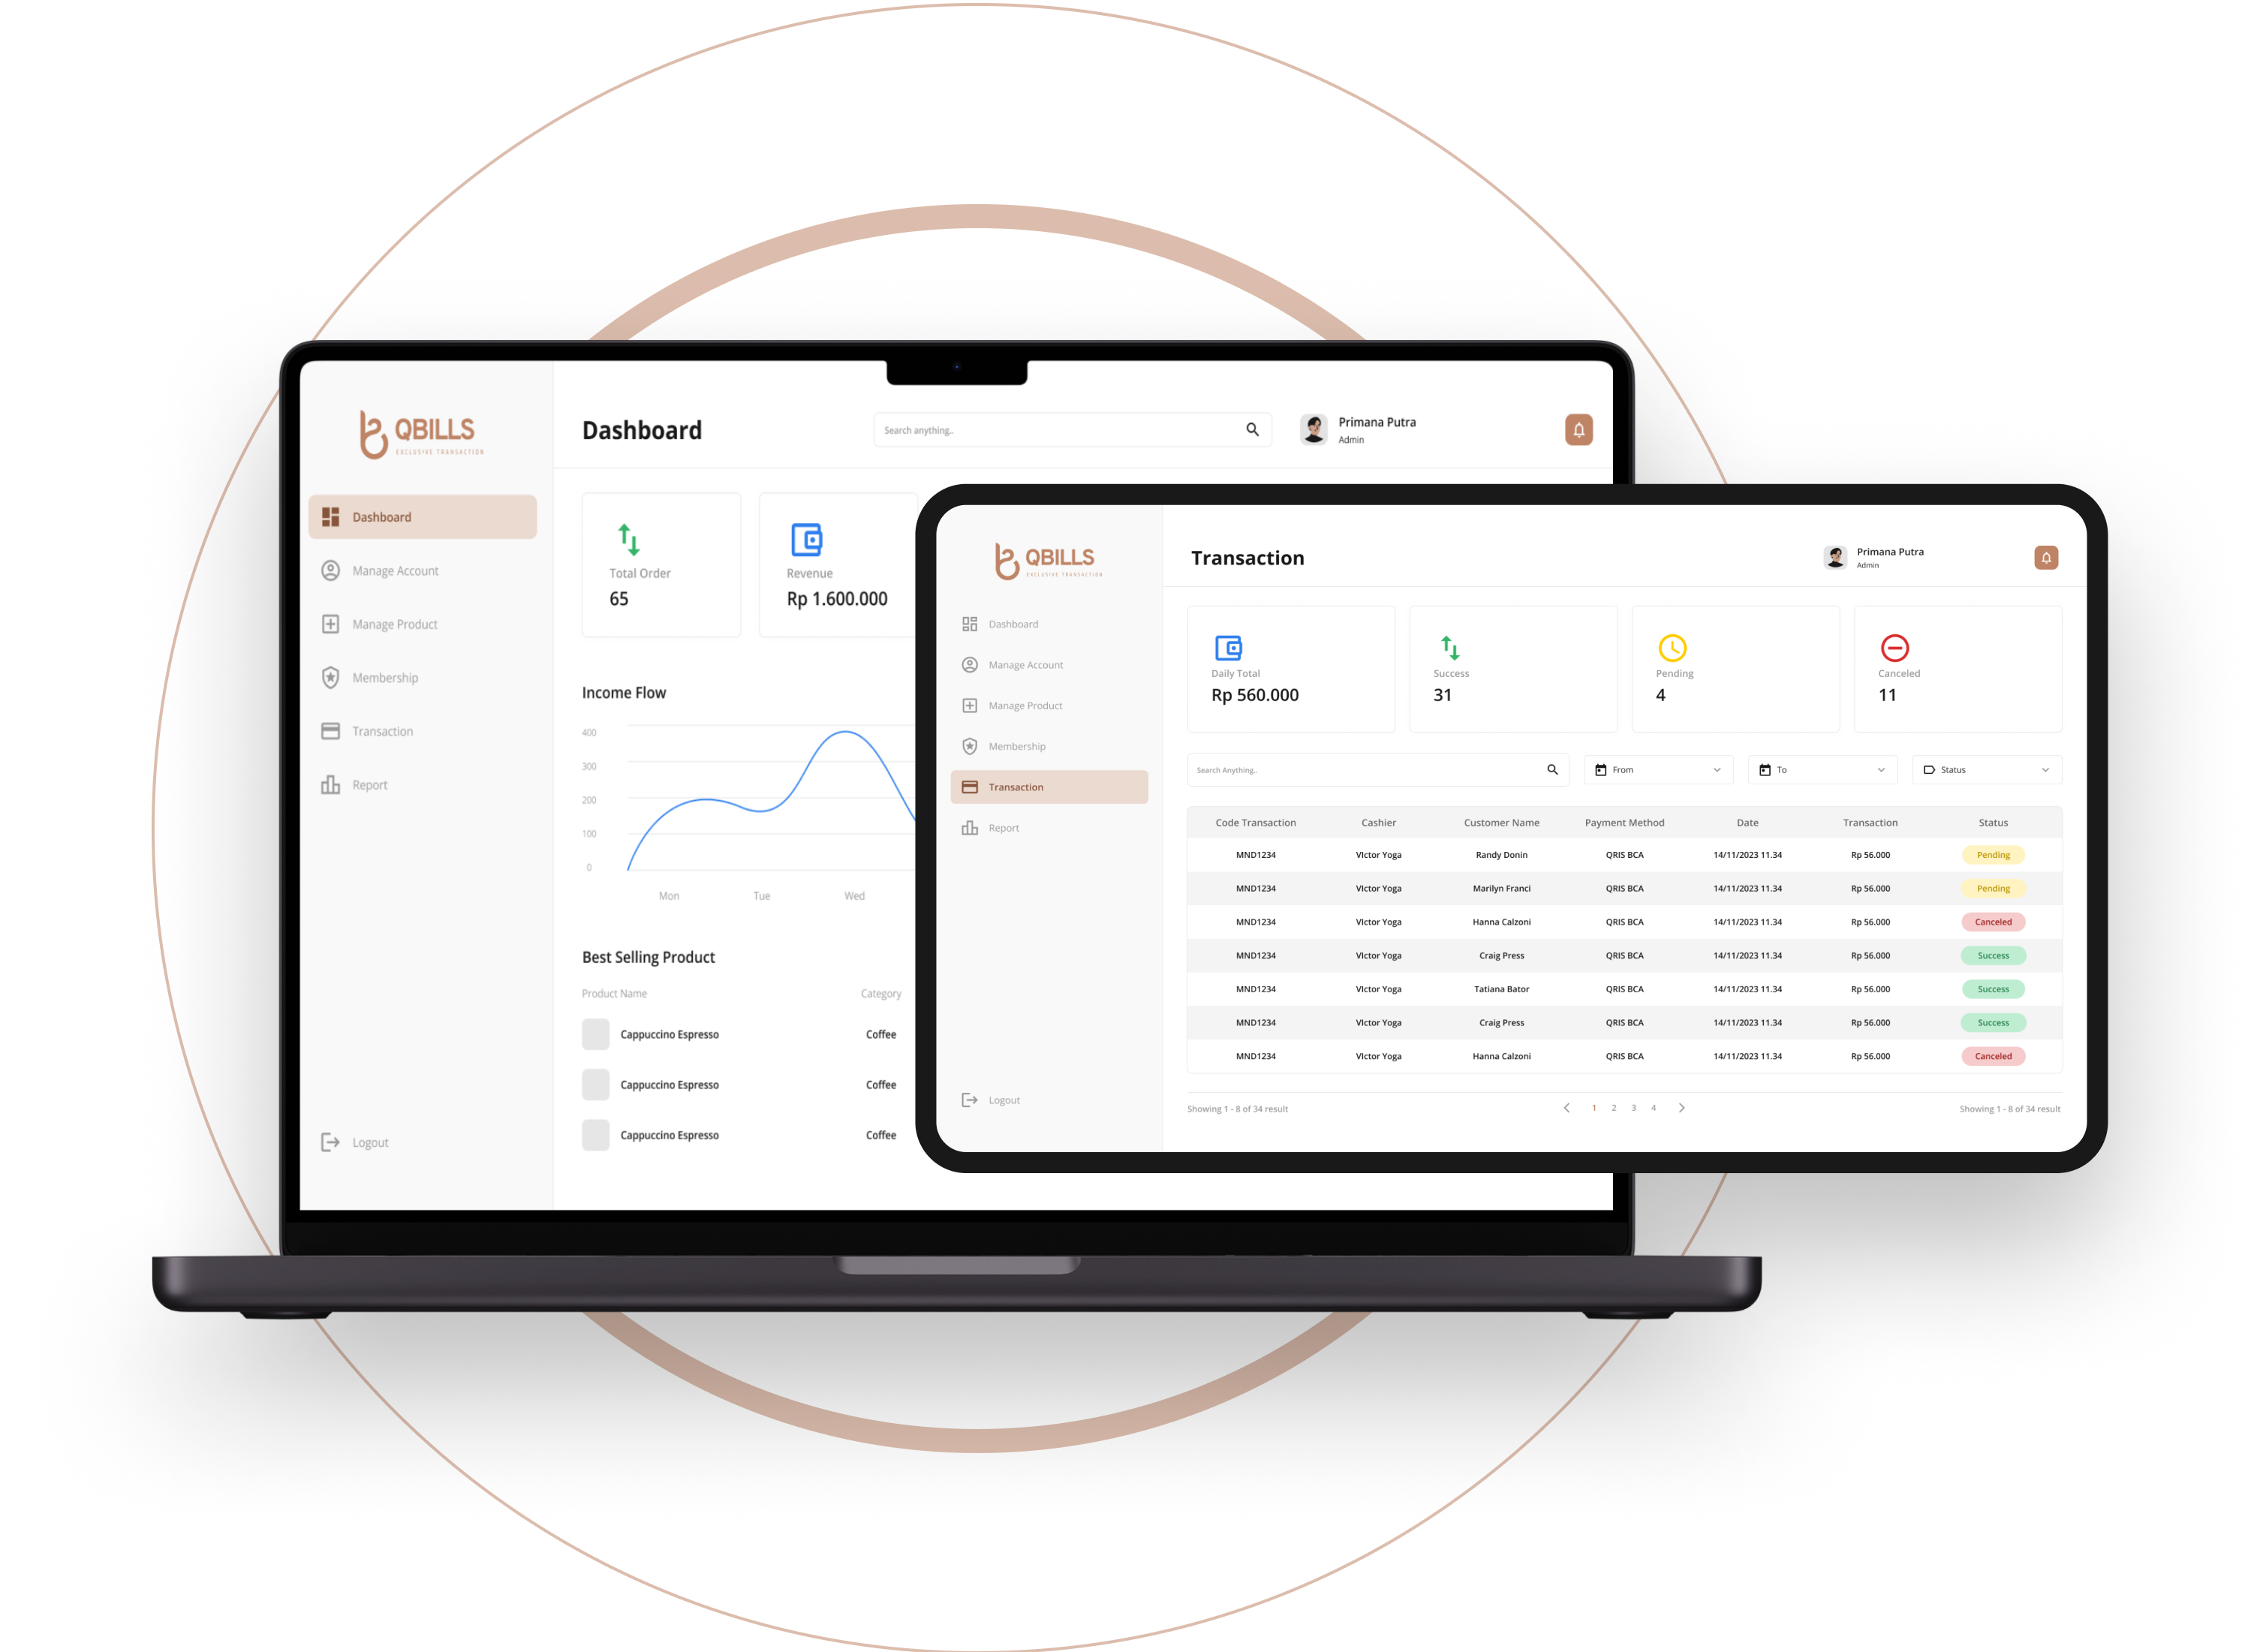 QBILLS
EXCLUSIVE TRANSACTION
Dashboard
Manage Account
Manage Product
Membership
Transaction
Report
Logout
Dashboard
Search anything..
Primana Putra
Admin
Total Order
65
Revenue
Rp 1.600.000
Income Flow
400
300
200
100
0
Mon Tue Wed
Best Selling Product
Product Name Category
Cappuccino Espresso Coffee
Cappuccino Espresso Coffee
Cappuccino Espresso Coffee
QBILLS
EXCLUSIVE TRANSACTION
Dashboard
Manage Account
Manage Product
Membership
Transaction
Report
Logout
Transaction
Primana Putra
Admin
Daily Total
Rp 560.000
Success
31
Pending
4
Canceled
11
Search Anything.. From To Status
Code Transaction Cashier Customer Name Payment Method Date Transaction Status
MND1234 VIctor Yoga Randy Donin QRIS BCA 14/11/2023 11.34 Rp 56.000 Pending
MND1234 VIctor Yoga Marilyn Franci QRIS BCA 14/11/2023 11.34 Rp 56.000 Pending
MND1234 VIctor Yoga Hanna Calzoni QRIS BCA 14/11/2023 11.34 Rp 56.000 Canceled
MND1234 VIctor Yoga Craig Press QRIS BCA 14/11/2023 11.34 Rp 56.000 Success
MND1234 VIctor Yoga Tatiana Bator QRIS BCA 14/11/2023 11.34 Rp 56.000 Success
MND1234 VIctor Yoga Craig Press QRIS BCA 14/11/2023 11.34 Rp 56.000 Success
MND1234 VIctor Yoga Hanna Calzoni QRIS BCA 14/11/2023 11.34 Rp 56.000 Canceled
Showing 1 - 8 of 34 result 1 2 3 4 Showing 1 - 8 of 34 result